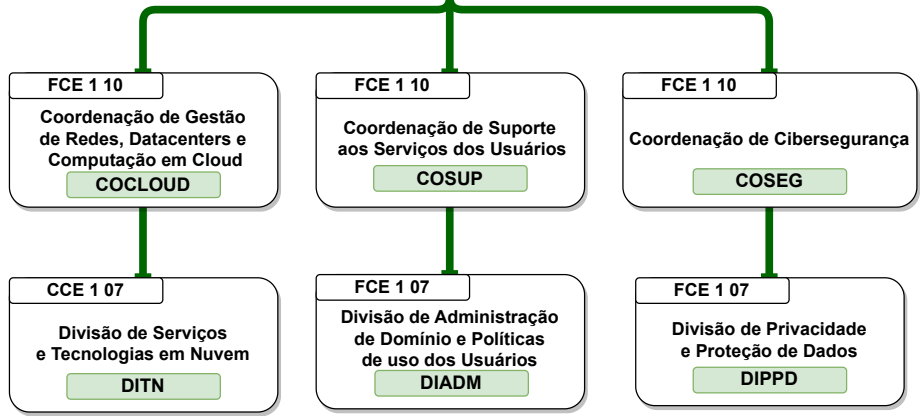 FCE 1 10
Coordenação de Gestão
de Redes, Datacenters e
Computação em Cloud
COCLOUD
FCE 1 10
Coordenação de Suporte
aos Serviços dos Usuários
COSUP
FCE 1 10
Coordenação de Cibersegurança
COSEG
CCE 1 07
Divisão de Serviços
e Tecnologias em Nuvem
DITN
FCE 1 07
Divisão de Administração
de Domínio e Políticas
de uso dos Usuários
DIADM
FCE 1 07
Divisão de Privacidade
e Proteção de Dados
DIPPD